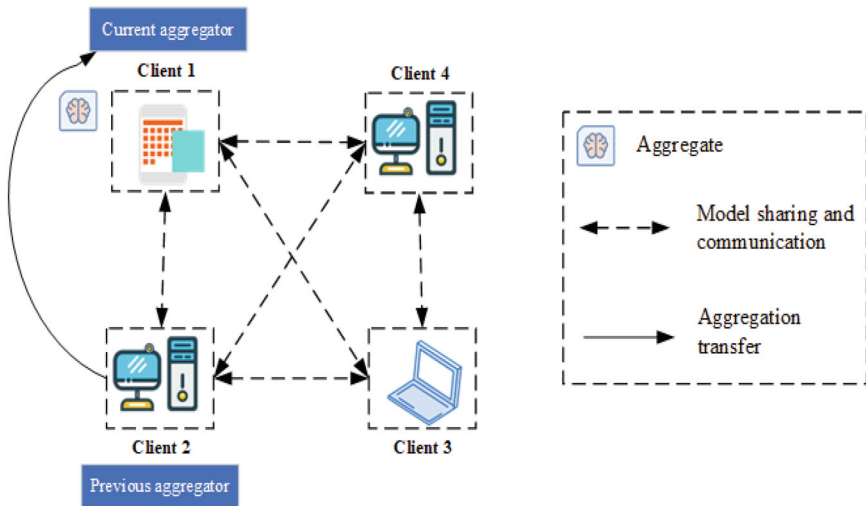 Current aggregator
Client 1
Client 4
Aggregate
Model sharing and
communication
Aggregation
transfer
Client 2
Client 3
Previous aggregator